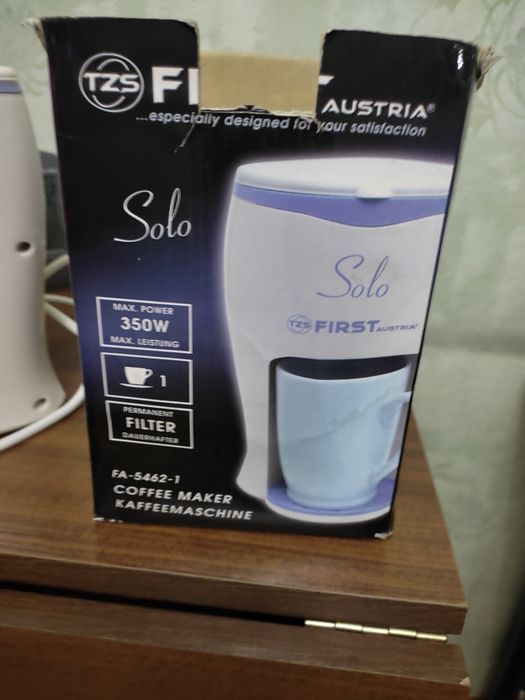 TZS FI T AUSTRIA®
...especially designed for your satisfaction
Solo
Solo
TZS FIRST AUSTRIA
MAX. POWER
350W
MAX. LEISTUNG
1
PERMANENT
FILTER
DAUERHAFTER
FA-5462-1
COFFEE MAKER
KAFFEEMASCHINE